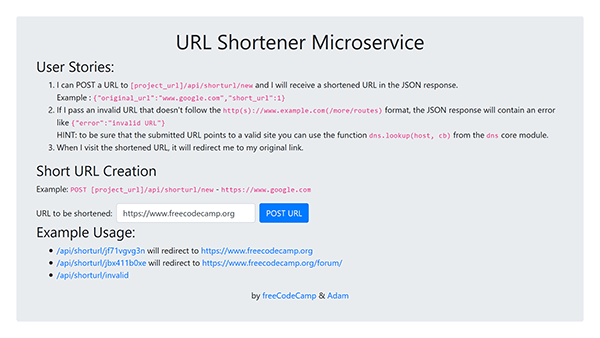 URL Shortener Microservice
User Stories:
1. I can POST a URL to [project_url]/api/shorturl/new and I will receive a shortened URL in the JSON response.
Example : {"original_url":"www.google.com","short_url":1}
2. If I pass an invalid URL that doesn't follow the http(s)://www.example.com(/more/routes) format, the JSON response will contain an error
like {"error":"invalid URL"}
HINT: to be sure that the submitted URL points to a valid site you can use the function dns.lookup(host, cb) from the dns core module.
3. When I visit the shortened URL, it will redirect me to my original link.
Short URL Creation
Example: POST [project_url]/api/shorturl/new - https://www.google.com
URL to be shortened: https://www.freecodecamp.org POST URL
Example Usage:
• /api/shorturl/jf71vgvg3n will redirect to https://www.freecodecamp.org
• /api/shorturl/jbx411b0xe will redirect to https://www.freecodecamp.org/forum/
• /api/shorturl/invalid
by freeCodeCamp & Adam